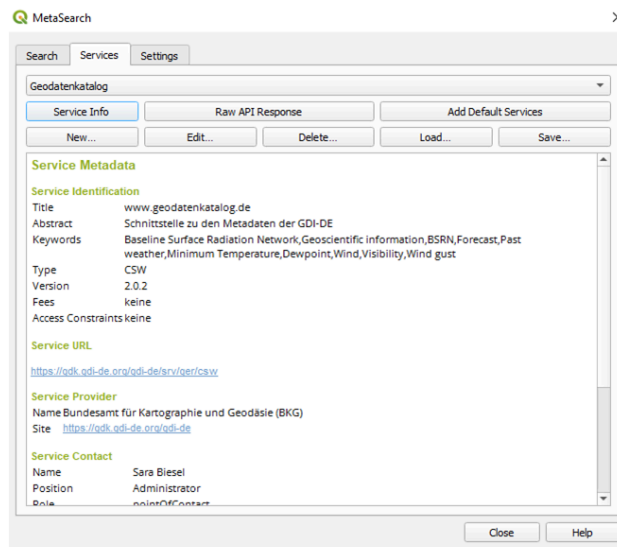 MetaSearch
Search Services Settings
Geodatenkatalog
Service Info Raw API Response Add Default Services
New... Edit... Delete... Load... Save...
Service Metadata
Service Identification
Title www.geodatenkatalog.de
Abstract Schnittstelle zu den Metadaten der GDI-DE
Keywords Baseline Surface Radiation Network,Geoscientific information,BSRN,Forecast,Past
weather,Minimum Temperature,Dewpoint,Wind,Visibility,Wind gust
Type CSW
Version 2.0.2
Fees keine
Access Constraints keine
Service URL
https://gdk.gdi-de.org/gdi-de/srv/ger/csw
Service Provider
Name Bundesamt für Kartographie und Geodäsie (BKG)
Site https://gdk.gdi-de.org/gdi-de
Service Contact
Name Sara Biesel
Position Administrator
Role pointOfContact
Close Help